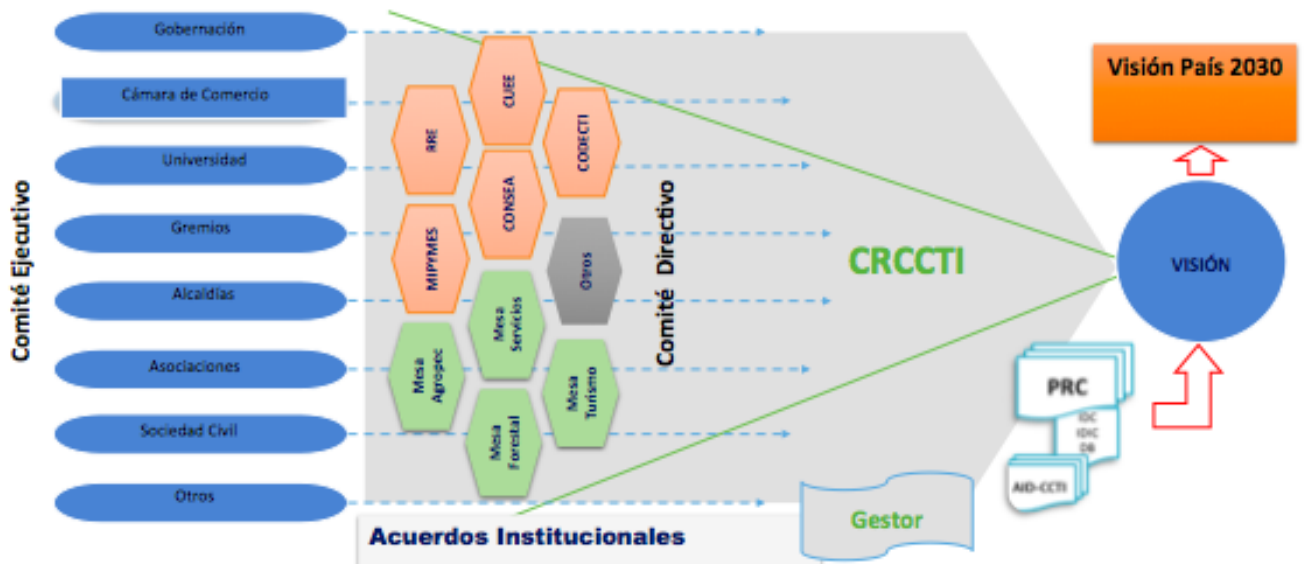 Comité Ejecutivo
Gobernación
Cámara de Comercio
Universidad
Gremios
Alcaldías
Asociaciones
Sociedad Civil
Otros
RRE
CUEE
CODECTI
CONSEA
MIPYMES
Otros
Mesa
Servicios
Mesa
Agropec
Mesa
Turismo
Mesa
Forestal
Comité Directivo
CRCCTI
Acuerdos Institucionales
Gestor
PRC
IDC
IDIC
DB
AID-CCTI
VISIÓN
Visión País 2030